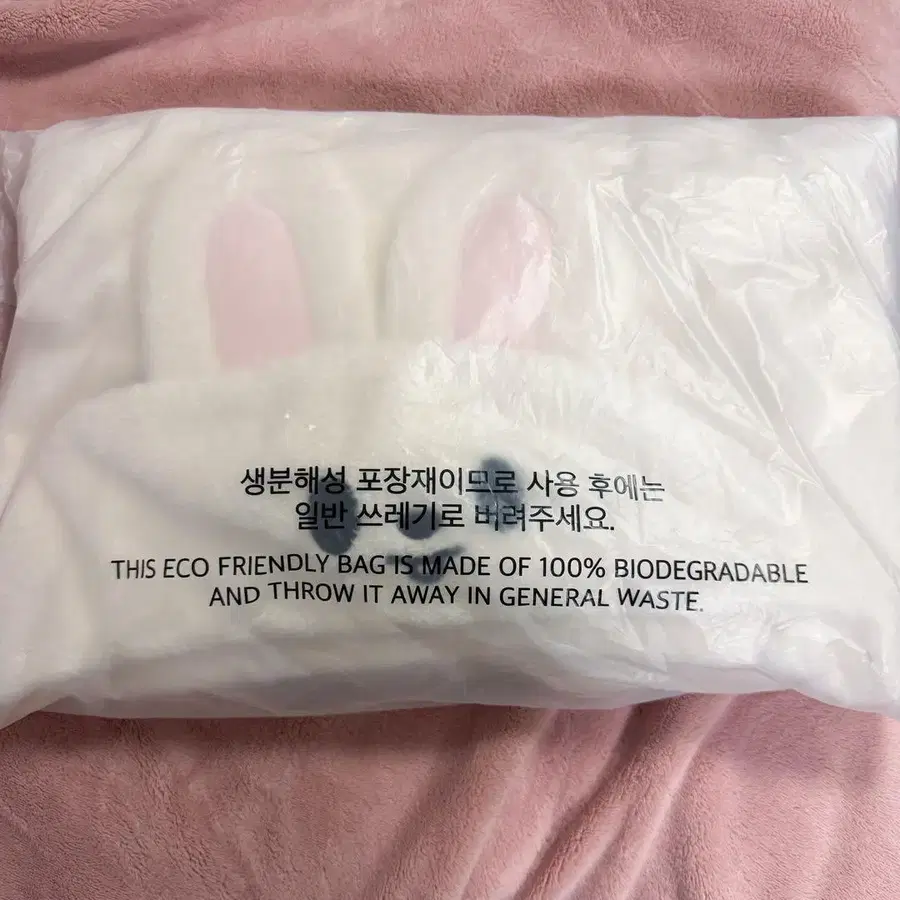 생분해성 포장재이므로 사용 후에는
일반 쓰레기로 버려주세요.
THIS ECO FRIENDLY BAG IS MADE OF 100% BIODEGRADABLE
AND THROW IT AWAY IN GENERAL WASTE.